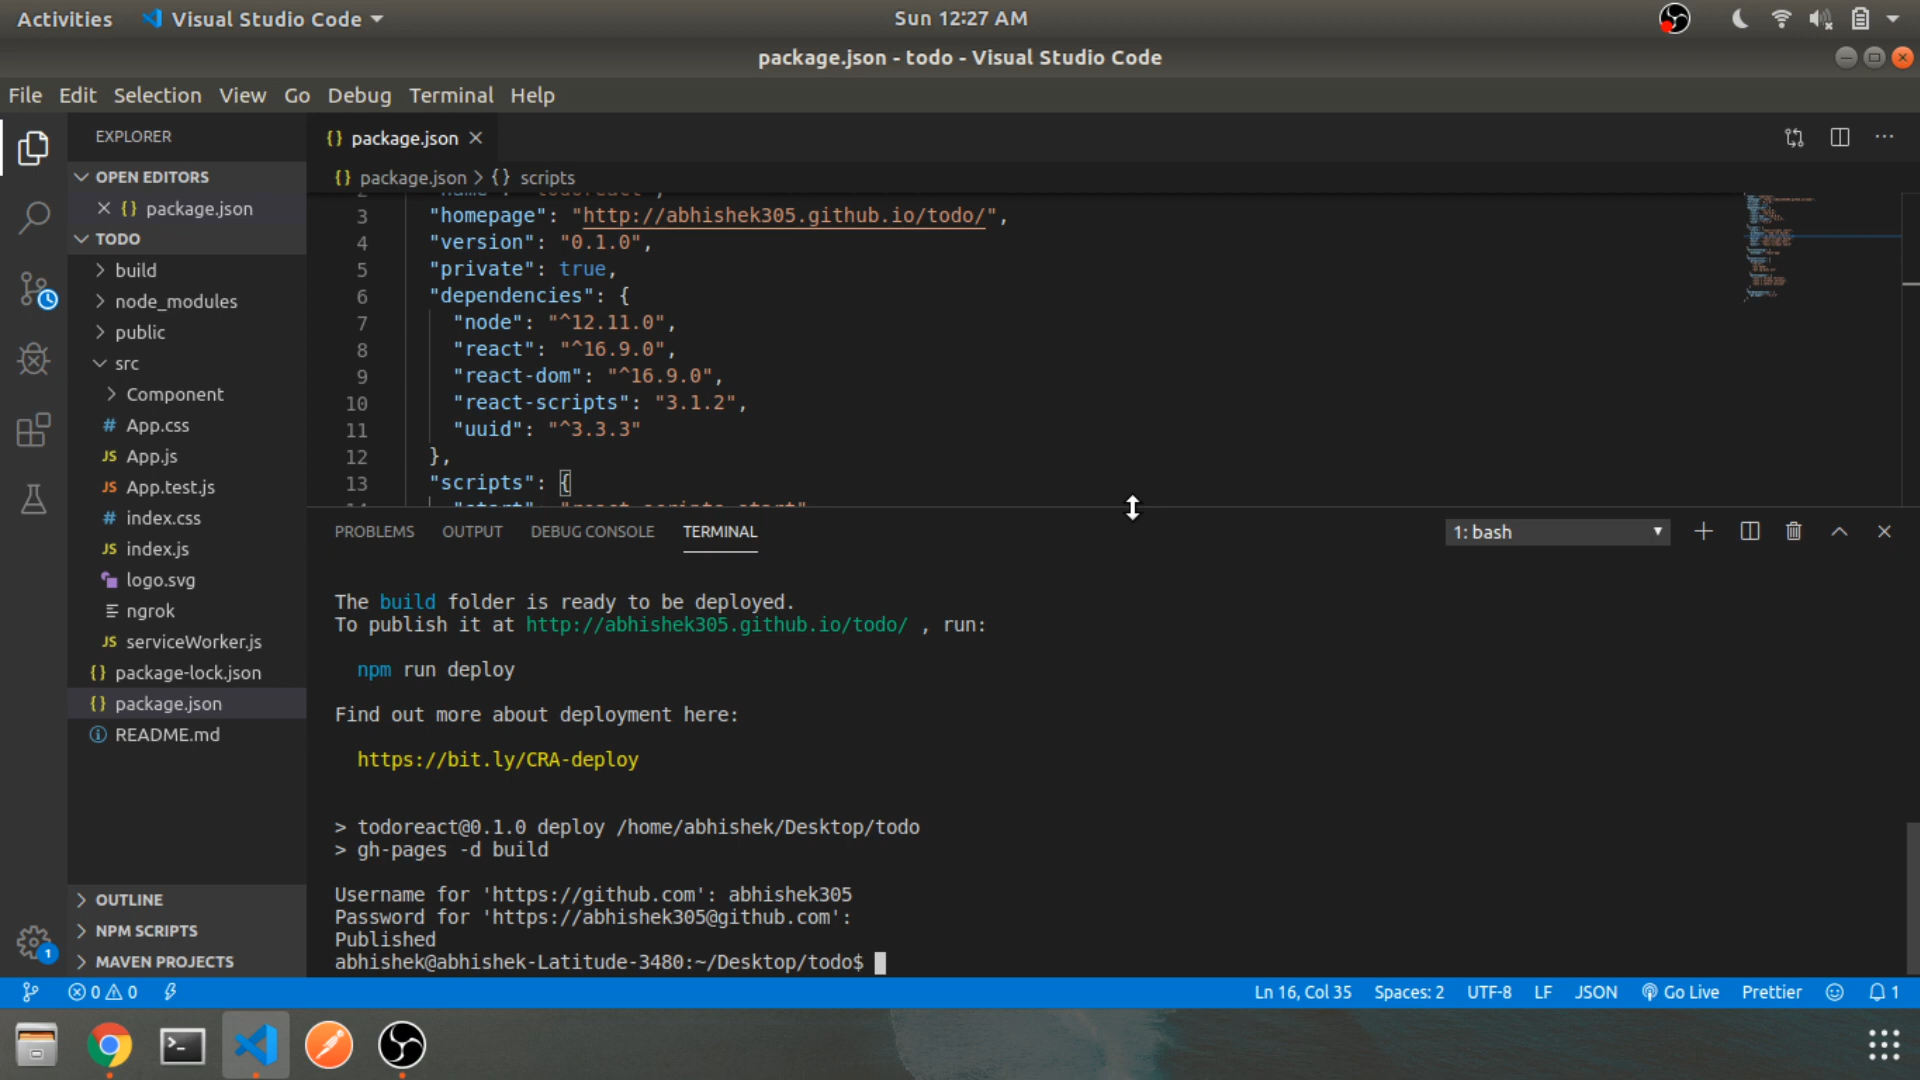 Activities
Visual Studio Code
Sun 12:27 AM
package.json - todo - Visual Studio Code
File Edit Selection View Go Debug Terminal Help
EXPLORER
OPEN EDITORS
{} package.json
TODO
build
node_modules
public
src
Component
# App.css
JS App.js
JS App.test.js
# index.css
JS index.js
logo.svg
ngrok
JS serviceWorker.js
{} package-lock.json
{} package.json
README.md
OUTLINE
NPM SCRIPTS
MAVEN PROJECTS
1
{} package.json
{} package.json > {} scripts
3 "homepage": "http://abhishek305.github.io/todo/",
4 "version": "0.1.0",
5 "private": true,
6 "dependencies": {
7 "node": "^12.11.0",
8 "react": "^16.9.0",
9 "react-dom": "^16.9.0",
10 "react-scripts": "3.1.2",
11 "uuid": "^3.3.3"
12 },
13 "scripts": {
PROBLEMS OUTPUT DEBUG CONSOLE TERMINAL
1: bash
The build folder is ready to be deployed.
To publish it at http://abhishek305.github.io/todo/ , run:
npm run deploy
Find out more about deployment here:
https://bit.ly/CRA-deploy
> todoreact@0.1.0 deploy /home/abhishek/Desktop/todo
> gh-pages -d build
Username for 'https://github.com': abhishek305
Password for 'https://abhishek305@github.com':
Published
abhishek@abhishek-Latitude-3480:~/Desktop/todo$
0 0
Ln 16, Col 35 Spaces: 2 UTF-8 LF JSON Go Live Prettier 1